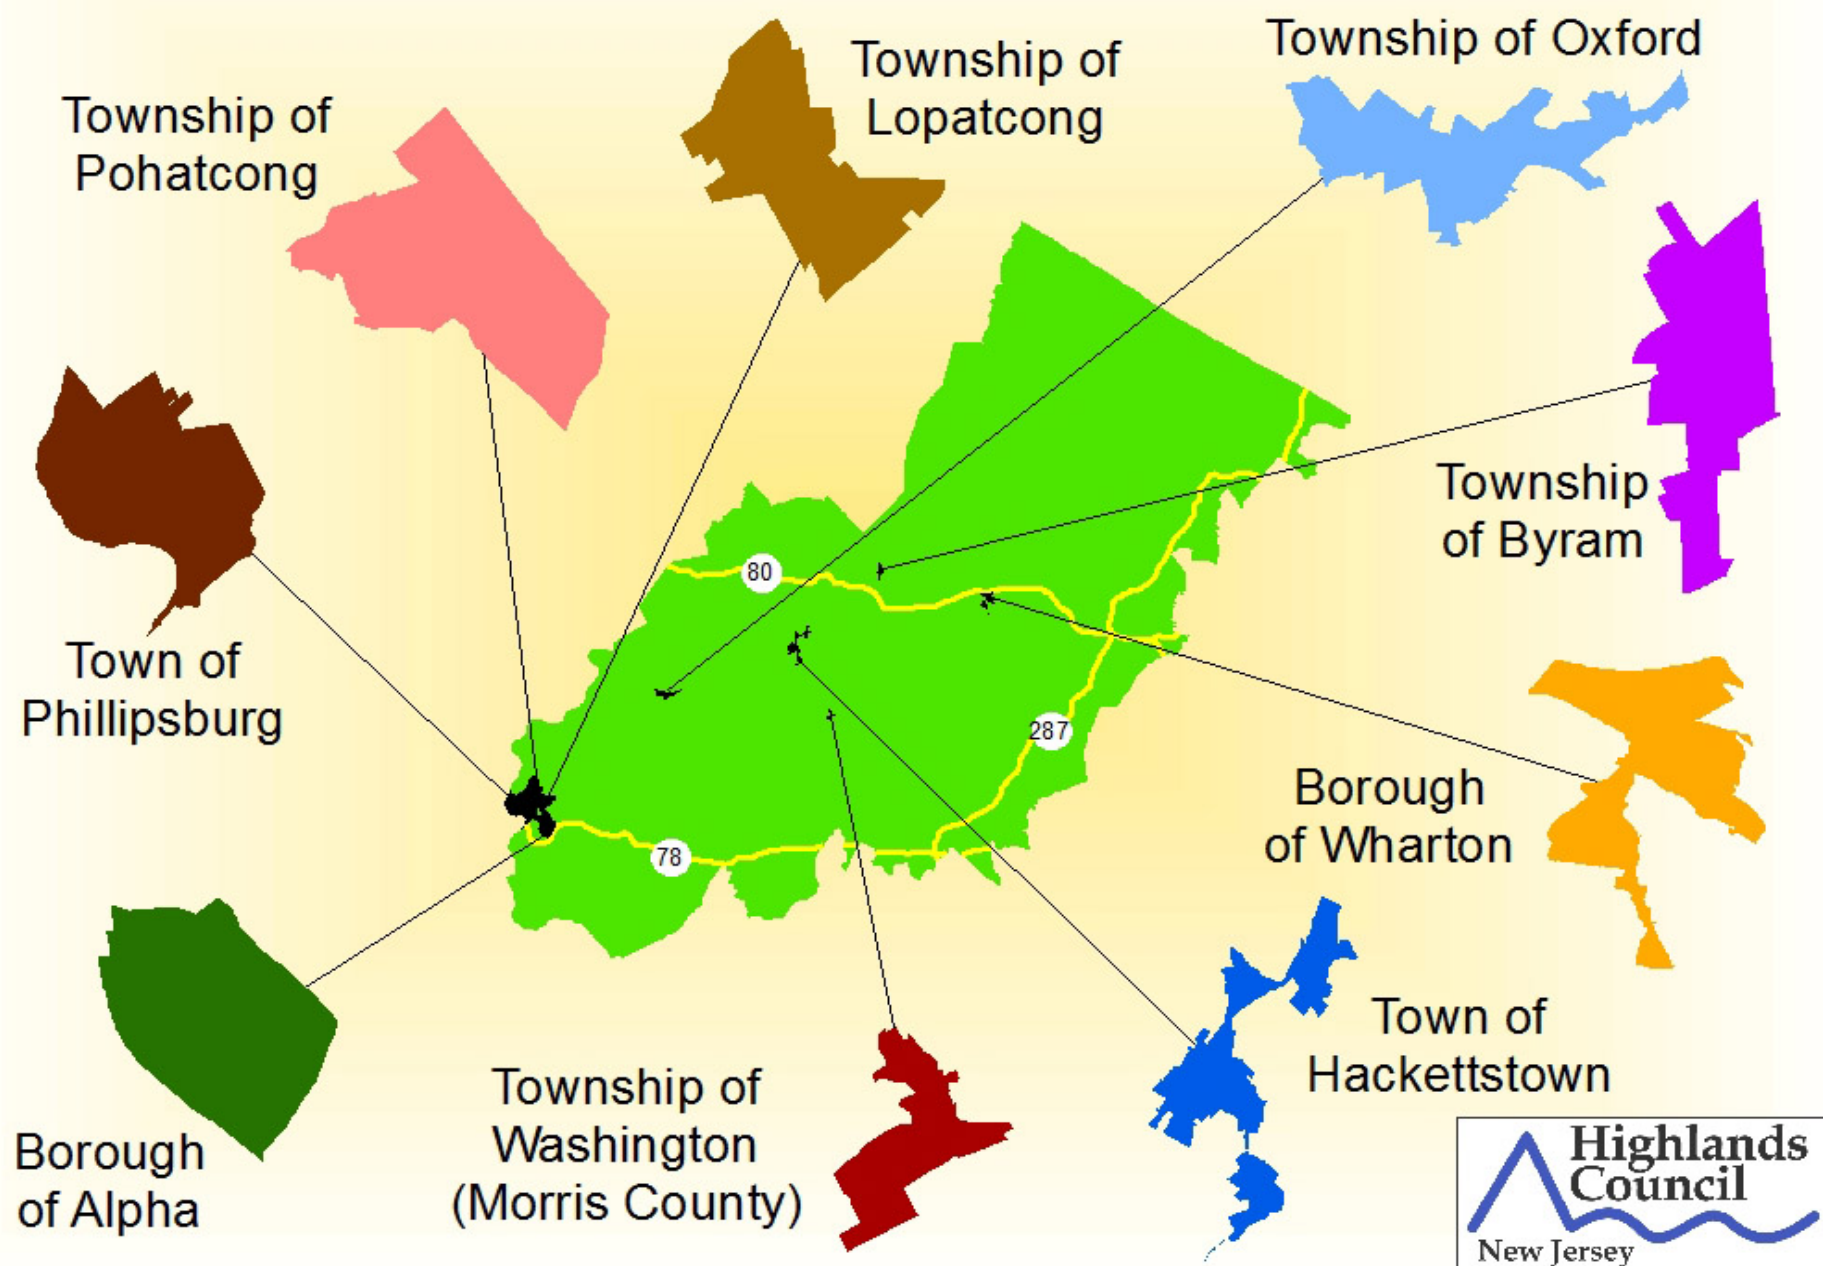 Township of Oxford
Township of
Lopatcong
Township of
Pohatcong
Township
of Byram
80
Town of
Phillipsburg
287
Borough
of Wharton
78
Town of
Hackettstown
Township of
Washington
(Morris County)
Borough
of Alpha
Highlands
Council
New Jersey